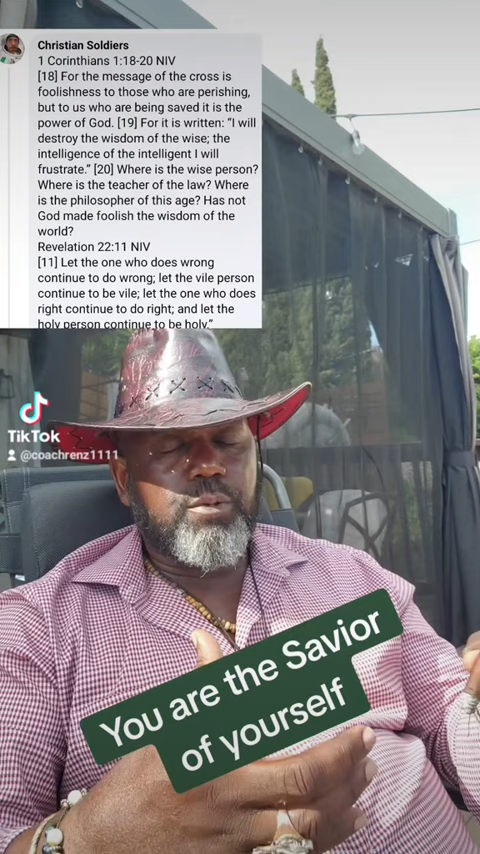 Christian Soldiers
1 Corinthians 1:18-20 NIV
[18] For the message of the cross is
foolishness to those who are perishing,
but to us who are being saved it is the
power of God. [19] For it is written: “I will
destroy the wisdom of the wise; the
intelligence of the intelligent I will
frustrate.” [20] Where is the wise person?
Where is the teacher of the law? Where
is the philosopher of this age? Has not
God made foolish the wisdom of the
world?
Revelation 22:11 NIV
[11] Let the one who does wrong
continue to do wrong; let the vile person
continue to be vile; let the one who does
right continue to do right; and let the
holy person continue to be holy.”
TikTok
@coachrenz1111
You are the Savior
of yourself